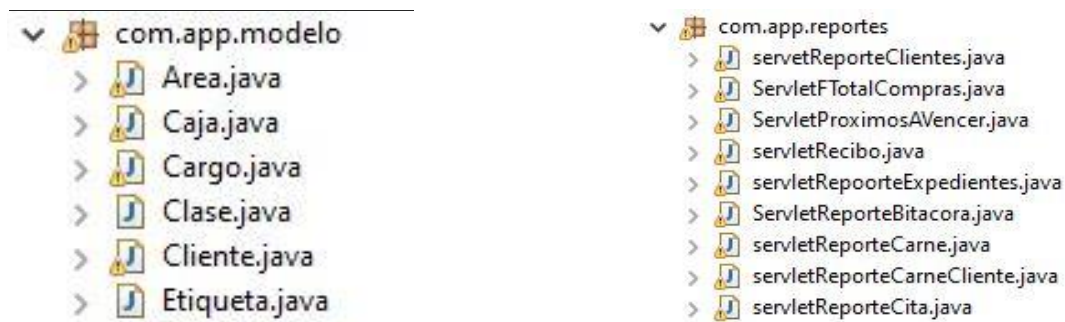 com.app.modelo
Area.java
Caja.java
Cargo.java
Clase.java
Cliente.java
Etiqueta.java
com.app.reportes
servetReporteClientes.java
ServletFTotalCompras.java
ServletProximosAVencer.java
servletRecibo.java
servletRepoorteExpedientes.java
ServletReporteBitacora.java
servletReporteCarne.java
servletReporteCarneCliente.java
servletReporteCita.java